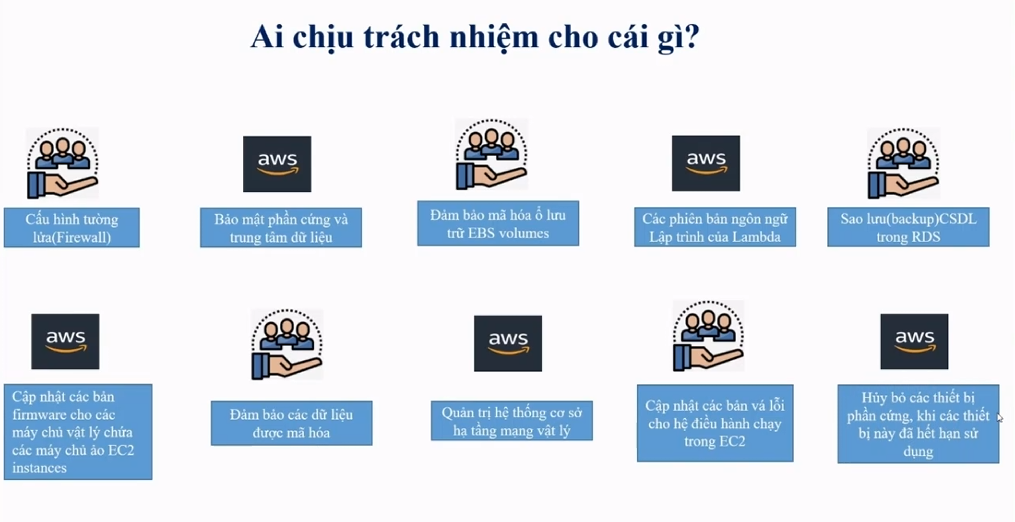 Ai chịu trách nhiệm cho cái gì?
aws
aws
Cấu hình tường
lửa(Firewall)
Bảo mật phần cứng và
trung tâm dữ liệu
Đảm bảo mã hóa ổ lưu
trữ EBS volumes
Các phiên bản ngôn ngữ
Lập trình của Lambda
Sao lưu(backup)CSDL
trong RDS
aws
aws
aws
Cập nhật các bản
firmware cho các
máy chủ vật lý chứa
các máy chủ ảo EC2
instances
Đảm bảo các dữ liệu
được mã hóa
Quản trị hệ thống cơ sở
hạ tầng mạng vật lý
Cập nhật các bản vá lỗi
cho hệ điều hành chạy
trong EC2
Hủy bỏ các thiết bị
phần cứng, khi các thiết
bị này đã hết hạn sử
dụng